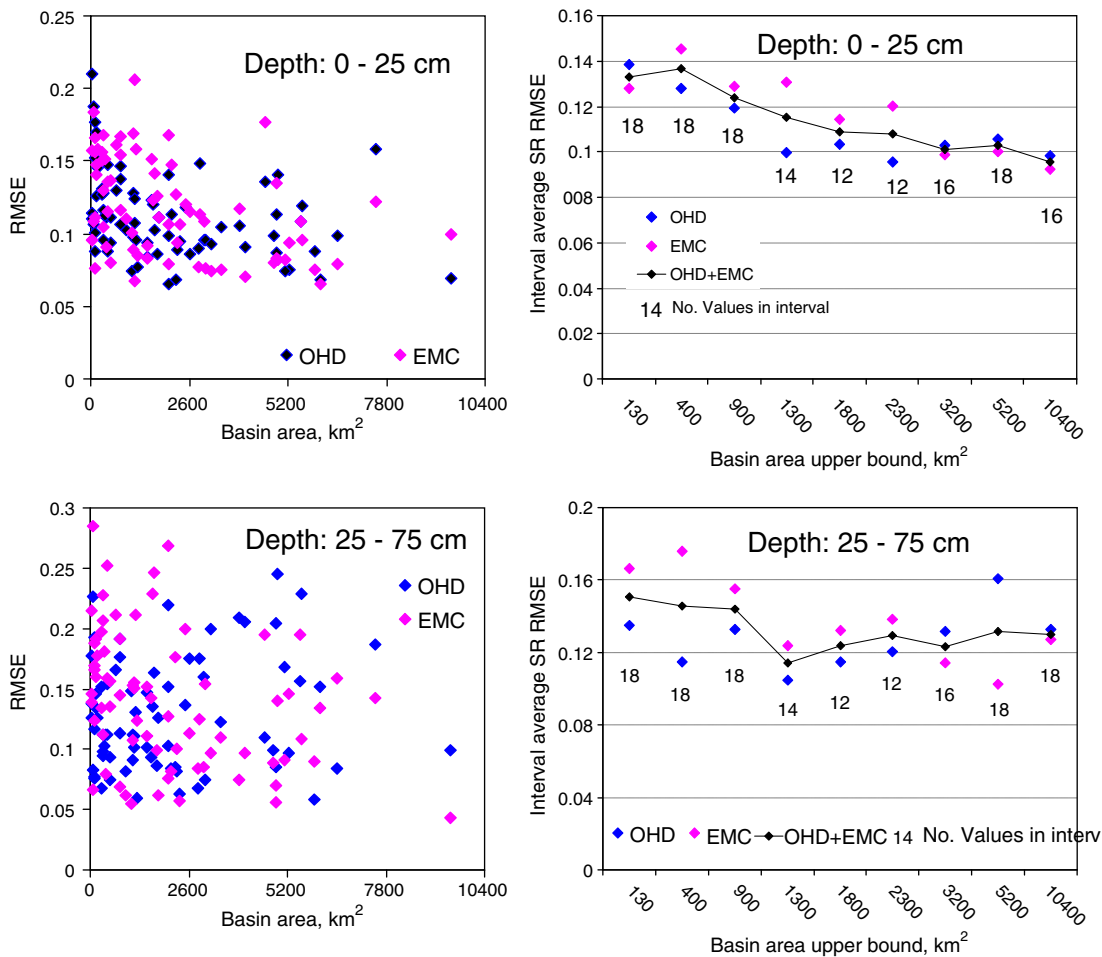 0.25
0.2
0.15
0.1
0.05
0
RMSE
Depth: 0 - 25 cm
OHD
EMC
0 2600 5200 7800 10400
Basin area, km²
0.16
0.14
0.12
0.1
0.08
0.06
0.04
0.02
0
Interval average SR RMSE
Depth: 0 - 25 cm
18 18 18 14 12 12 16 18 16
OHD
EMC
OHD+EMC
14 No. Values in interval
130 400 900 1300 1800 2300 3200 5200 10400
Basin area upper bound, km²
0.3
0.25
0.2
0.15
0.1
0.05
0
RMSE
Depth: 25 - 75 cm
OHD
EMC
0 2600 5200 7800 10400
Basin area, km²
0.2
0.16
0.12
0.08
0.04
0
Interval average SR RMSE
Depth: 25 - 75 cm
18 18 18 14 12 12 16 18 18
OHD EMC OHD+EMC 14 No. Values in interv
130 400 900 1300 1800 2300 3200 5200 10400
Basin area upper bound, km²